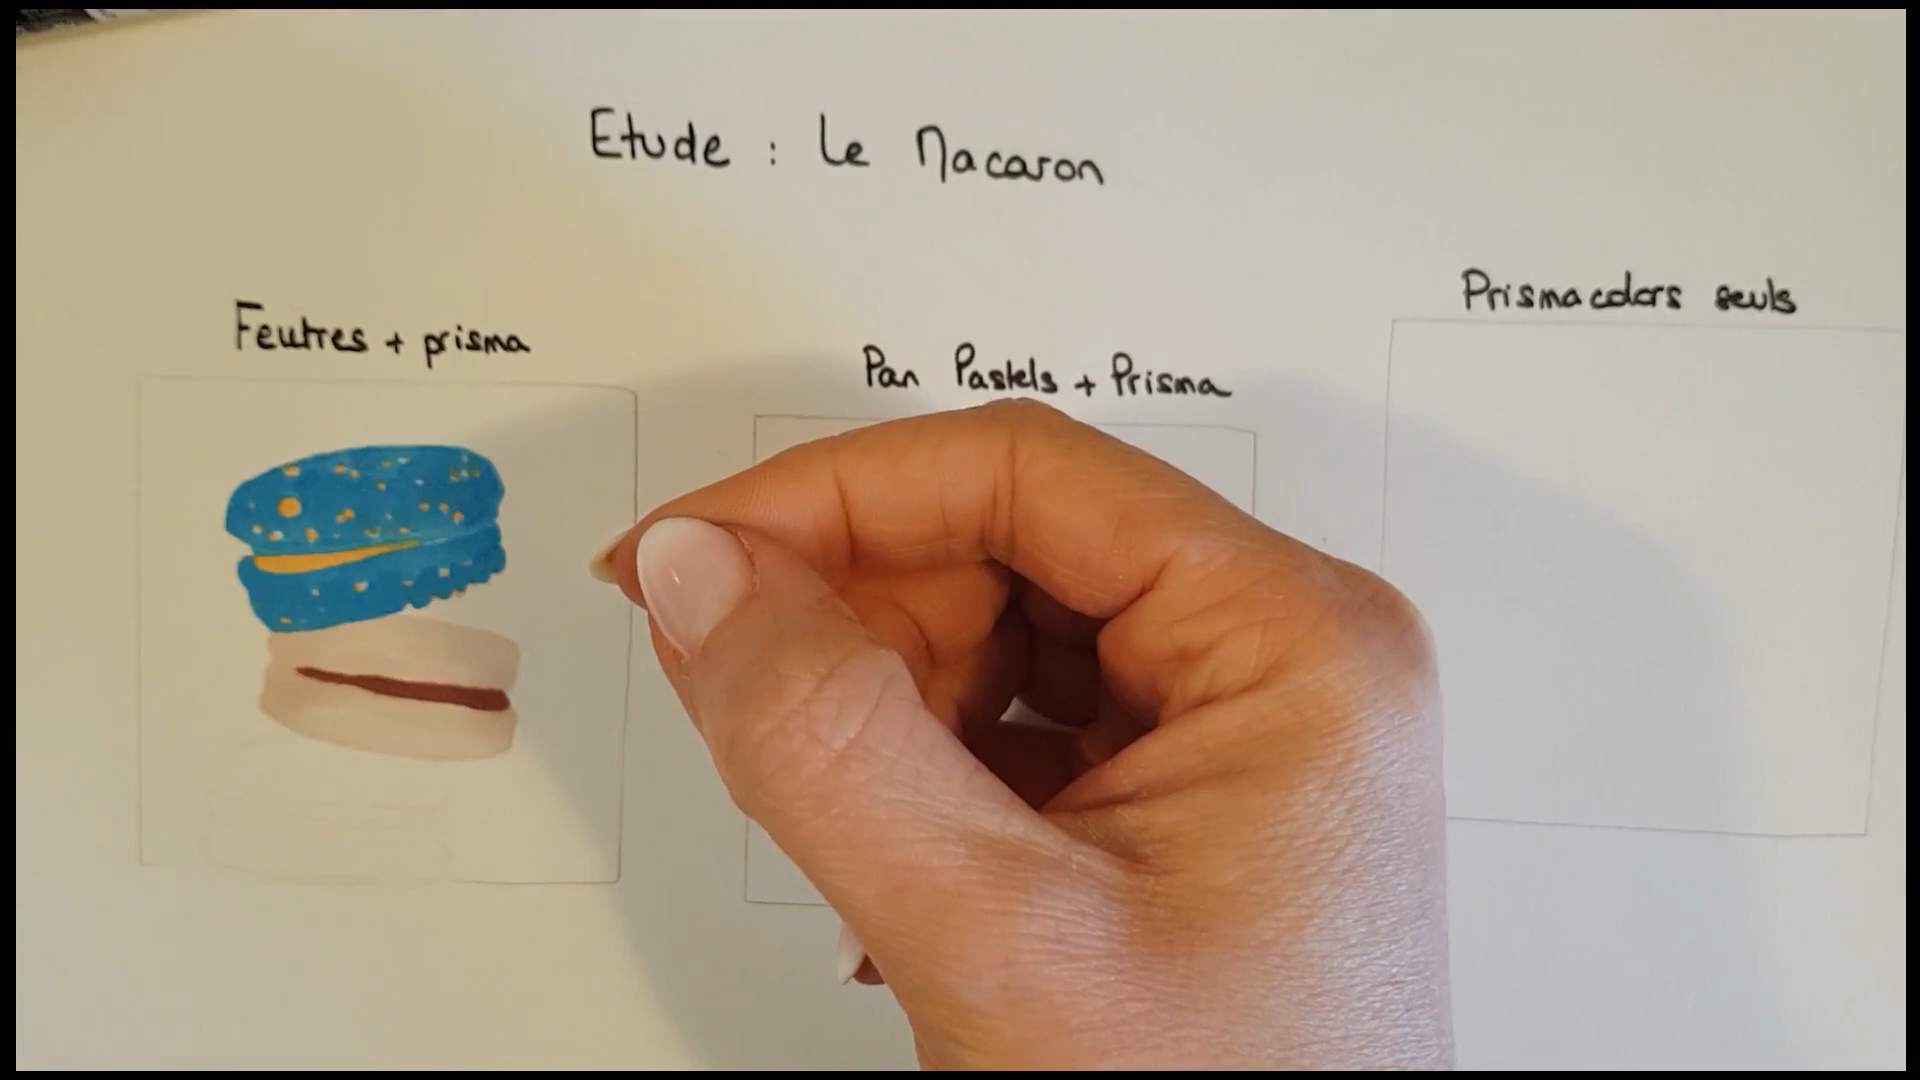 Etude : Le Macaron
Feutres + prisma
Pan Pastels + Prisma
Prismacolors seuls